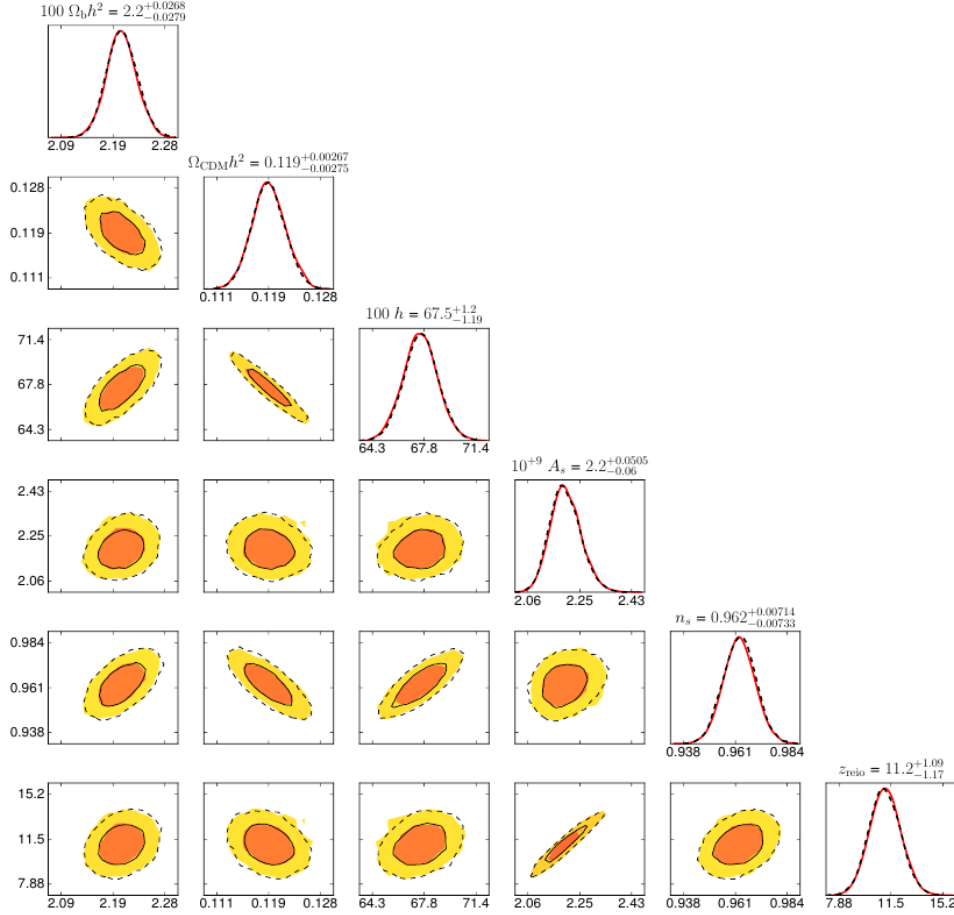 100 Ω_b h² = 2.2^{+0.0268}_{-0.0279}
2.09 2.19 2.28
Ω_CDM h² = 0.119^{+0.00267}_{-0.00275}
0.128
0.119
0.111
0.111 0.119 0.128
100 h = 67.5^{+1.2}_{-1.19}
71.4
67.8
64.3
64.3 67.8 71.4
10^{+9} A_s = 2.2^{+0.0505}_{-0.06}
2.43
2.25
2.06
2.06 2.25 2.43
n_s = 0.962^{+0.00714}_{-0.00733}
0.984
0.961
0.938
0.938 0.961 0.984
z_reio = 11.2^{+1.09}_{-1.17}
15.2
11.5
7.88
2.09 2.19 2.28 0.111 0.119 0.128 64.3 67.8 71.4 2.06 2.25 2.43 0.938 0.961 0.984 7.88 11.5 15.2